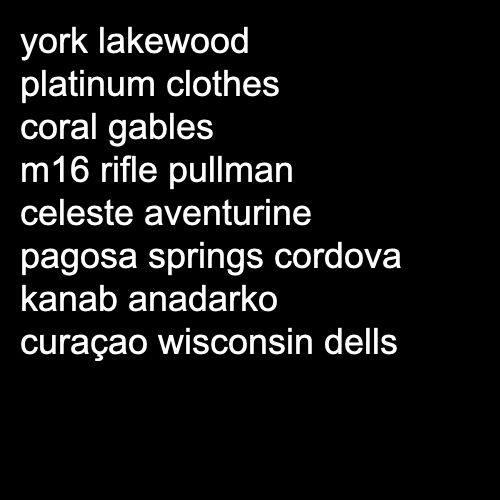 york lakewood
platinum clothes
coral gables
m16 rifle pullman
celeste aventurine
pagosa springs cordova
kanab anadarko
curaçao wisconsin dells